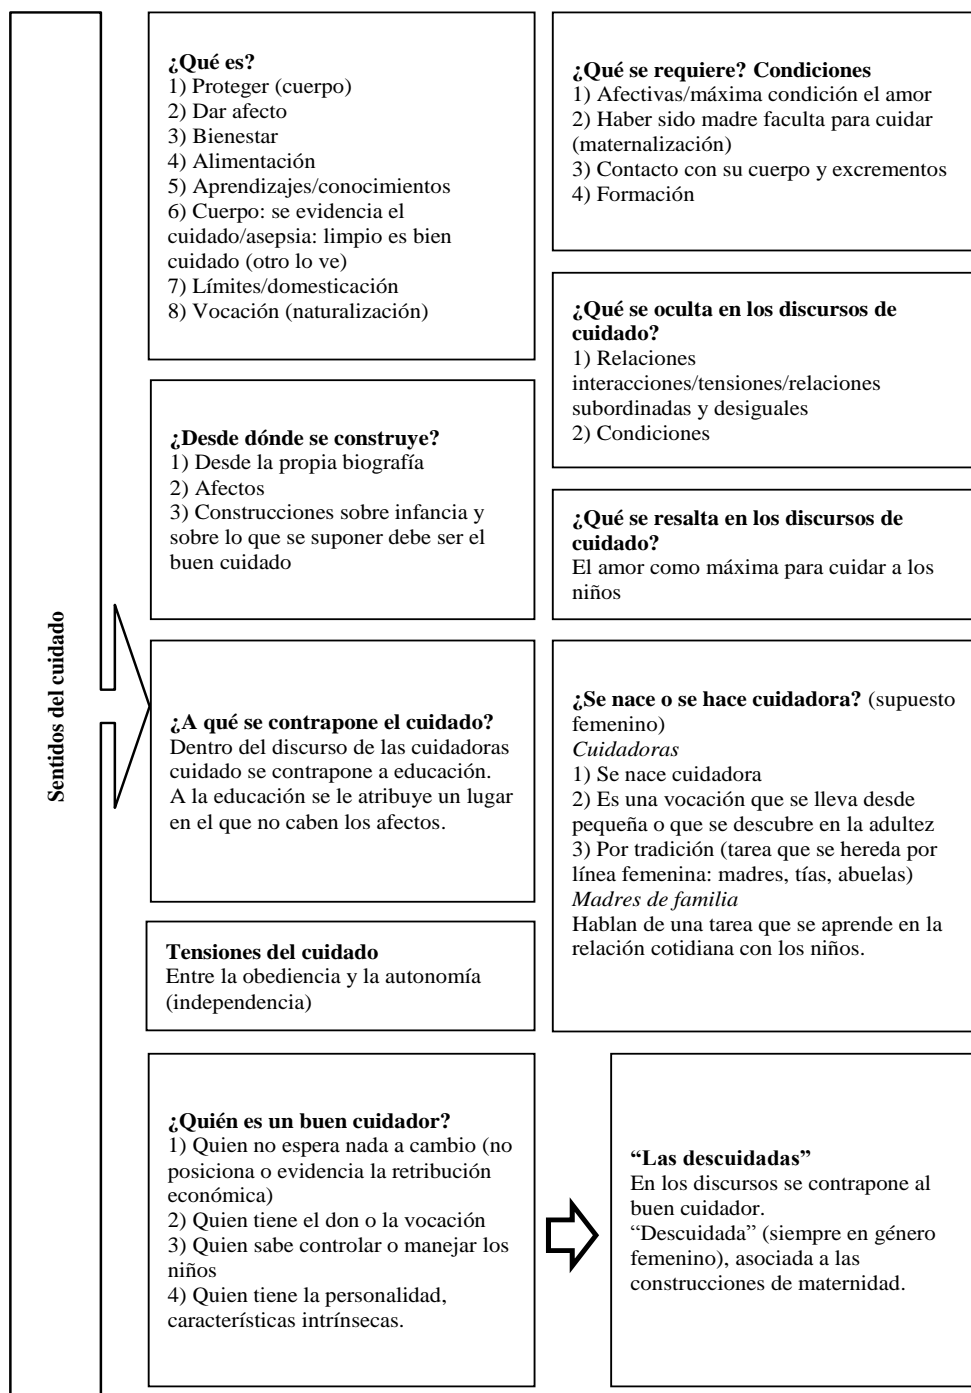 Sentidos del cuidado
¿Qué es?
1) Proteger (cuerpo)
2) Dar afecto
3) Bienestar
4) Alimentación
5) Aprendizajes/conocimientos
6) Cuerpo: se evidencia el
cuidado/asepsia: limpio es bien
cuidado (otro lo ve)
7) Límites/domesticación
8) Vocación (naturalización)
¿Qué se requiere? Condiciones
1) Afectivas/máxima condición el amor
2) Haber sido madre faculta para cuidar
(maternalización)
3) Contacto con su cuerpo y excrementos
4) Formación
¿Qué se oculta en los discursos de
cuidado?
1) Relaciones
interacciones/tensiones/relaciones
subordinadas y desiguales
2) Condiciones
¿Desde dónde se construye?
1) Desde la propia biografía
2) Afectos
3) Construcciones sobre infancia y
sobre lo que se suponer debe ser el
buen cuidado
¿Qué se resalta en los discursos de
cuidado?
El amor como máxima para cuidar a los
niños
¿A qué se contrapone el cuidado?
Dentro del discurso de las cuidadoras
cuidado se contrapone a educación.
A la educación se le atribuye un lugar
en el que no caben los afectos.
¿Se nace o se hace cuidadora? (supuesto
femenino)
Cuidadoras
1) Se nace cuidadora
2) Es una vocación que se lleva desde
pequeña o que se descubre en la adultez
3) Por tradición (tarea que se hereda por
línea femenina: madres, tías, abuelas)
Madres de familia
Hablan de una tarea que se aprende en la
relación cotidiana con los niños.
Tensiones del cuidado
Entre la obediencia y la autonomía
(independencia)
¿Quién es un buen cuidador?
1) Quien no espera nada a cambio (no
posiciona o evidencia la retribución
económica)
2) Quien tiene el don o la vocación
3) Quien sabe controlar o manejar los
niños
4) Quien tiene la personalidad,
características intrínsecas.
“Las descuidadas”
En los discursos se contrapone al
buen cuidador.
“Descuidada” (siempre en género
femenino), asociada a las
construcciones de maternidad.